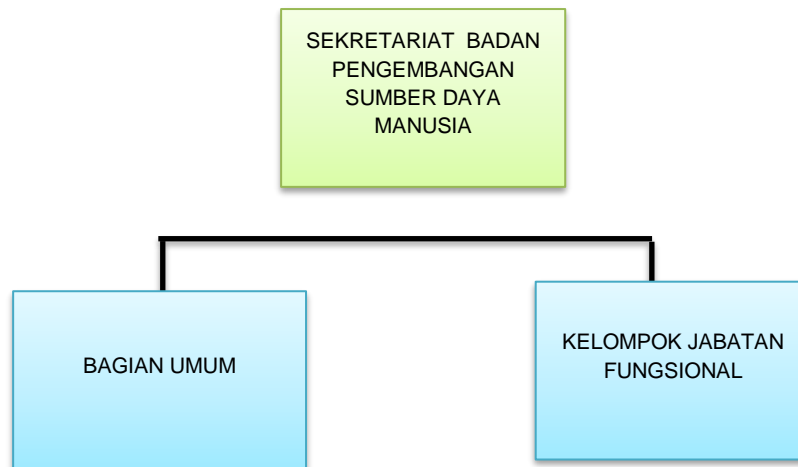 SEKRETARIAT BADAN
PENGEMBANGAN
SUMBER DAYA
MANUSIA
BAGIAN UMUM
KELOMPOK JABATAN
FUNGSIONAL